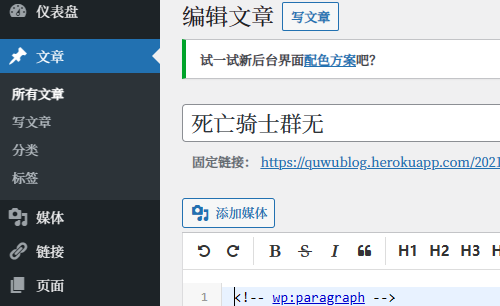 仪表盘
文章
所有文章
写文章
分类
标签
媒体
链接
页面
编辑文章
写文章
试一试新后台界面配色方案吧?
死亡骑士群无
固定链接: https://quwublog.herokuapp.com/2021
添加媒体
B S I H1 H2 H3
1 <!-- wp:paragraph -->